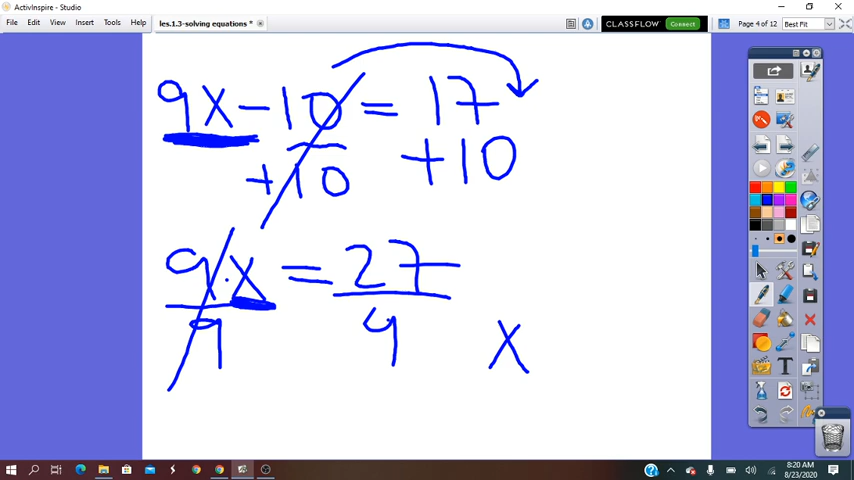 ActivInspire - Studio
File Edit View Insert Tools Help
les.1.3-solving equations *
CLASSFLOW Connect
Page 4 of 12
Best Fit
9x-10 = 17
+10 +10
9·x = 27
9 9
x
8:20 AM
8/23/2020